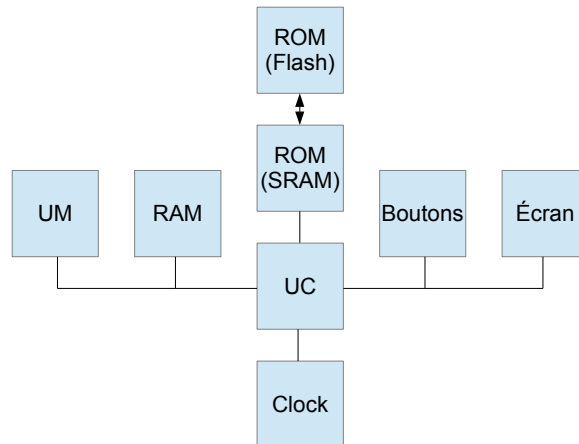 ROM
(Flash)
ROM
(SRAM)
UM
RAM
Boutons
Écran
UC
Clock